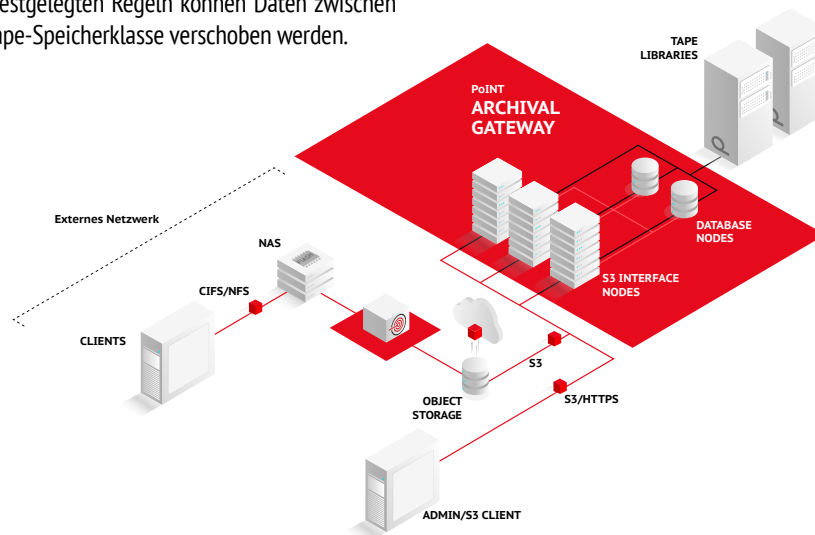 estgelegten Regeln können Daten zwischen
ape-Speicherklasse verschoben werden.
TAPE
LIBRARIES
PoINT
ARCHIVAL
GATEWAY
Externes Netzwerk
DATABASE
NODES
NAS
S3 INTERFACE
NODES
CIFS/NFS
CLIENTS
S3
OBJECT
STORAGE
S3/HTTPS
ADMIN/S3 CLIENT